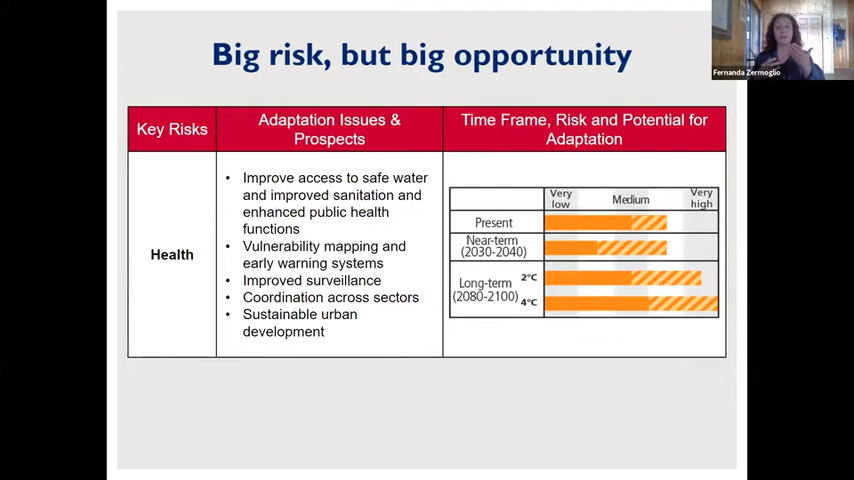 Big risk, but big opportunity
Fernanda Zermoglio
Key Risks
Adaptation Issues &
Prospects
Time Frame, Risk and Potential for
Adaptation
Health
• Improve access to safe water
and improved sanitation and
enhanced public health
functions
• Vulnerability mapping and
early warning systems
• Improved surveillance
• Coordination across sectors
• Sustainable urban
development
Very
low
Medium
Very
high
Present
Near-term
(2030-2040)
Long-term
(2080-2100)
2°C
4°C